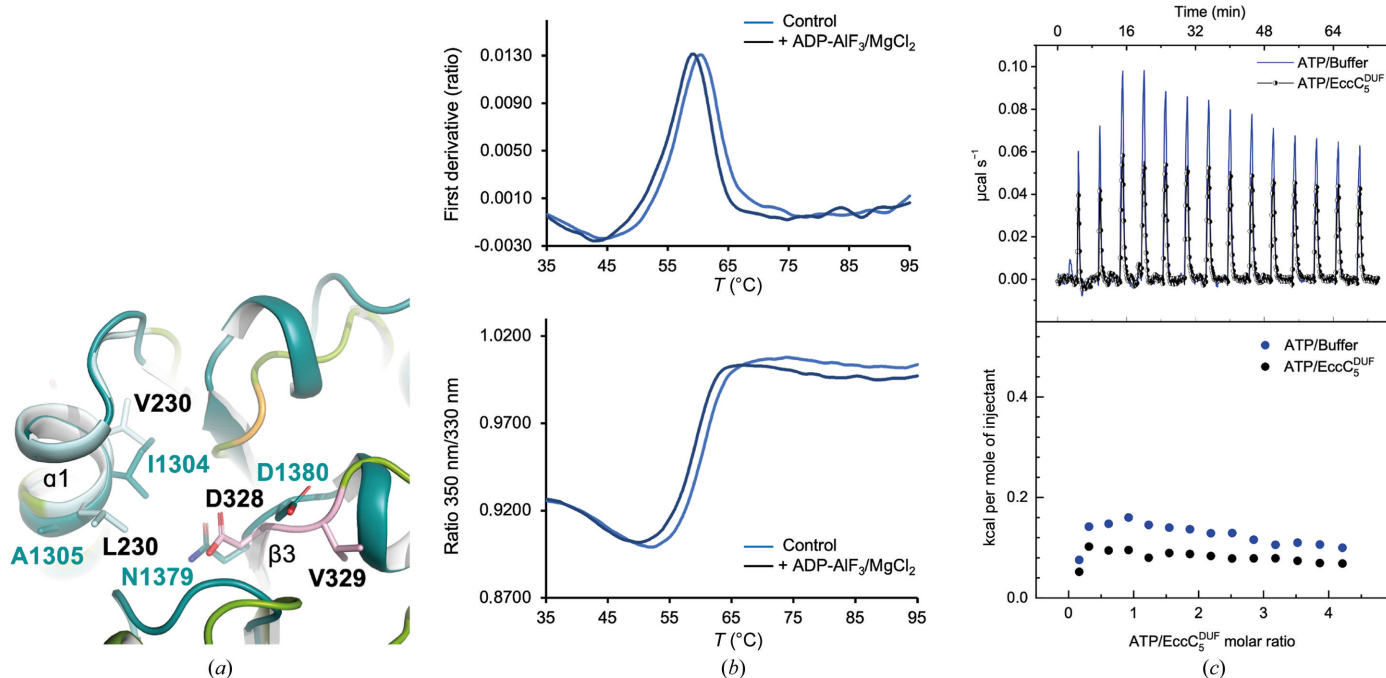 V230
α1
I1304
D1380
D328
A1305
L230
N1379
β3
V329
(a)
Control
+ ADP-AlF₃/MgCl₂
First derivative (ratio)
0.0130
0.0090
0.0050
0.0010
-0.0030
35 45 55 65 75 85 95
T (°C)
Ratio 350 nm/330 nm
1.0200
0.9700
0.9200
0.8700
Control
+ ADP-AlF₃/MgCl₂
35 45 55 65 75 85 95
T (°C)
(b)
Time (min)
0 16 32 48 64
ATP/Buffer
ATP/EccC₅ᴰᵁꟳ
µcal s⁻¹
0.10
0.08
0.06
0.04
0.02
0.00
ATP/Buffer
ATP/EccC₅ᴰᵁꟳ
kcal per mole of injectant
0.4
0.2
0.0
0 1 2 3 4
ATP/EccC₅ᴰᵁꟳ molar ratio
(c)